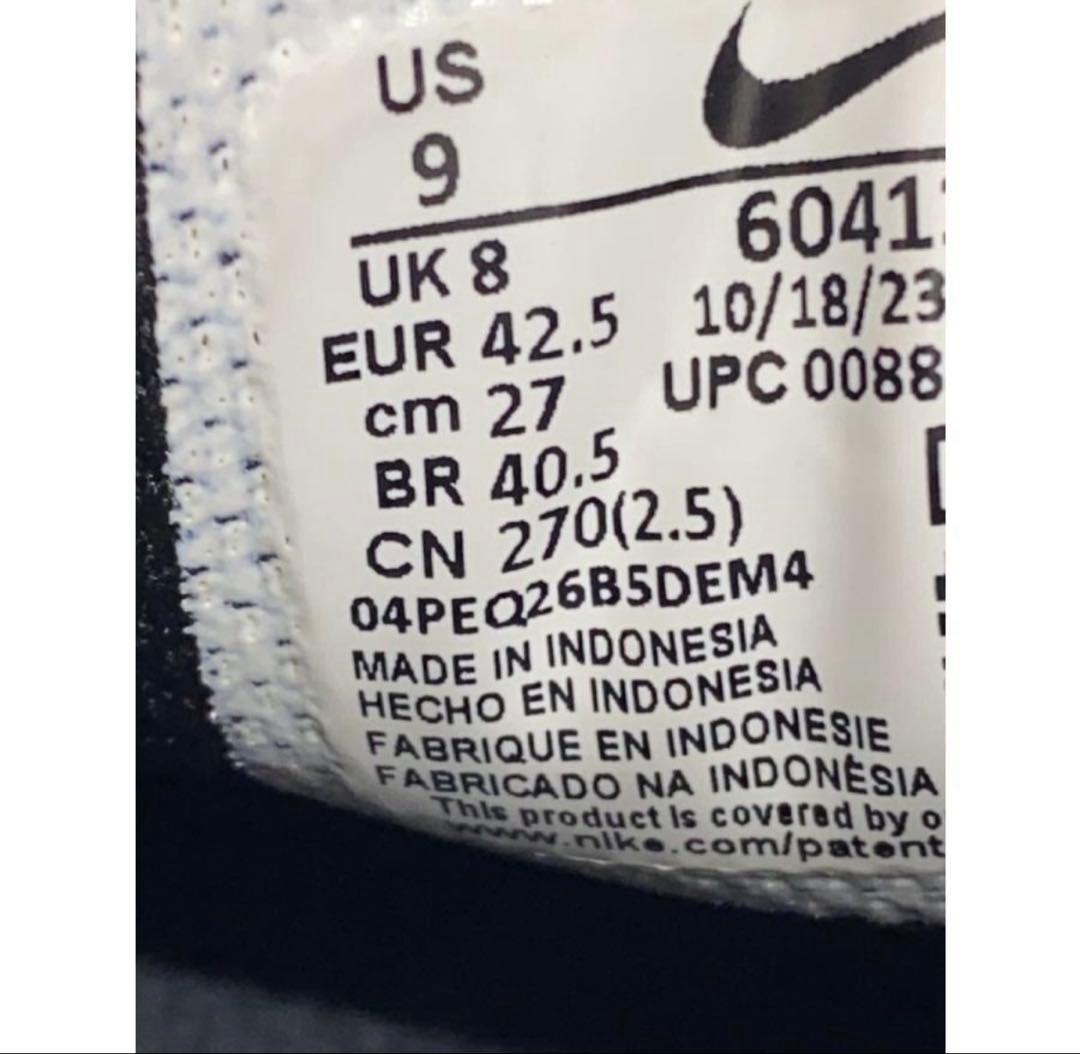 US
9
UK 8
EUR 42.5
cm 27
BR 40.5
CN 270(2.5)
04PEQ26B5DEM4
MADE IN INDONESIA
HECHO EN INDONESIA
FABRIQUE EN INDONESIE
FABRICADO NA INDONÉSIA
This product is covered by o
www.nike.com/patent
6041
10/18/23
UPC 0088